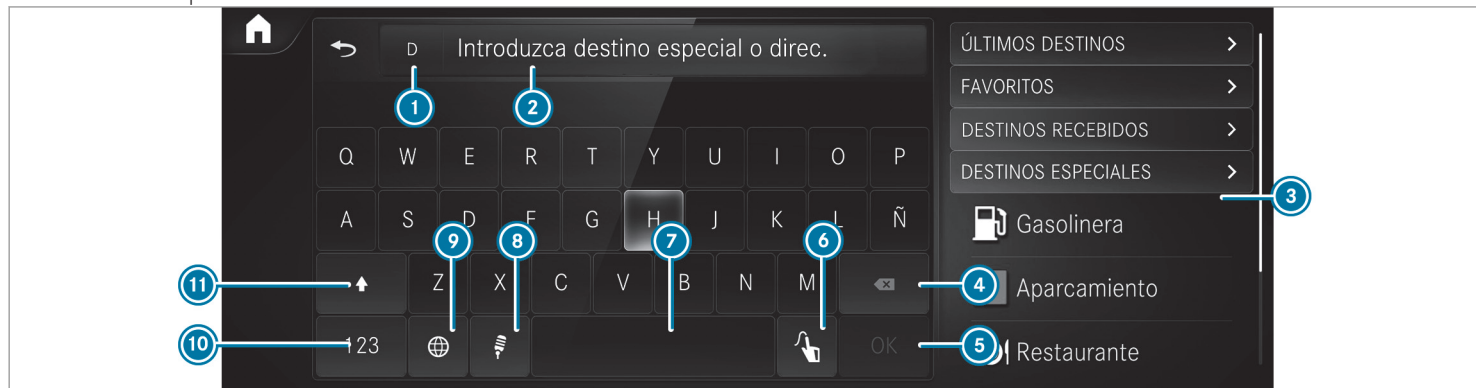 D Introduzca destino especial o direc.
1 2
Q W E R T Y U I O P
A S D F G H J K L Ñ
9 8 7 6
11 Z X C V B N M
10 123 OK
ÚLTIMOS DESTINOS
FAVORITOS
DESTINOS RECEBIDOS
DESTINOS ESPECIALES
3
Gasolinera
4 Aparcamiento
5 Restaurante